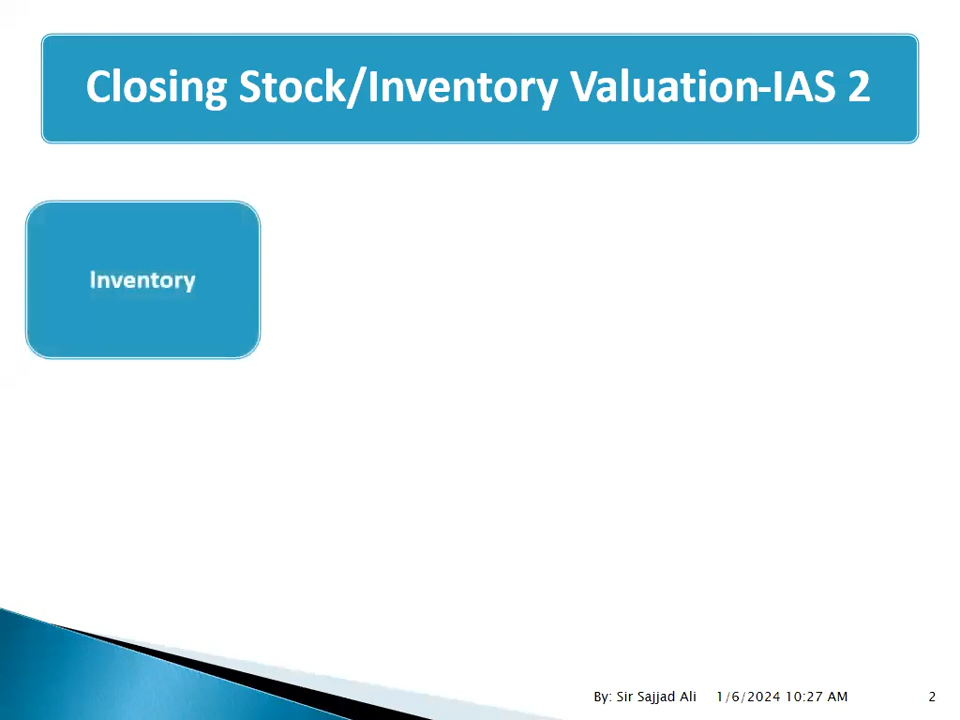 Closing Stock/Inventory Valuation-IAS 2
Inventory
By: Sir Sajjad Ali 1/6/2024 10:27 AM 2